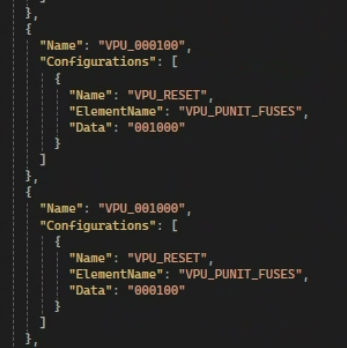 },
{
"Name": "VPU_000100",
"Configurations": [
{
"Name": "VPU_RESET",
"ElementName": "VPU_PUNIT_FUSES",
"Data": "001000"
}
]
},
{
"Name": "VPU_001000",
"Configurations": [
{
"Name": "VPU_RESET",
"ElementName": "VPU_PUNIT_FUSES",
"Data": "000100"
}
]
},